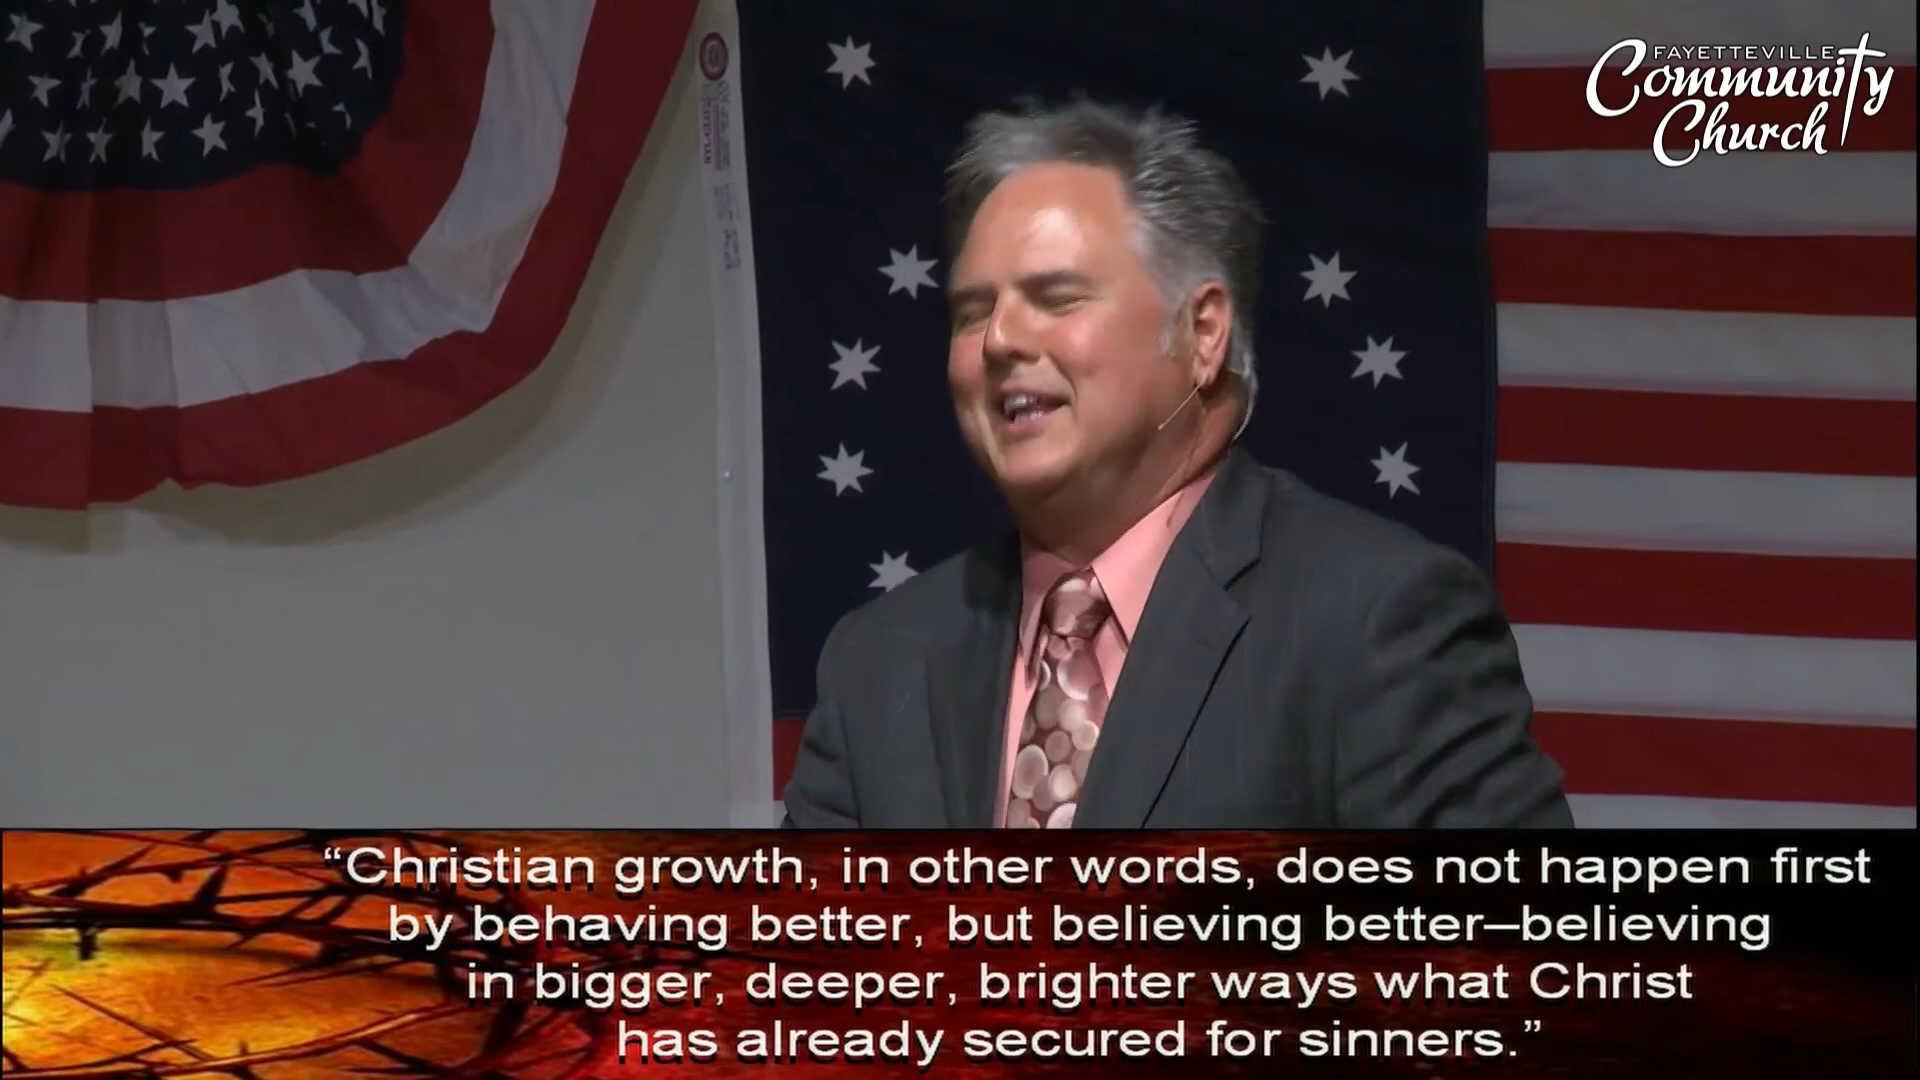 FAYETTEVILLE
Community
Church
“Christian growth, in other words, does not happen first
by behaving better, but believing better—believing
in bigger, deeper, brighter ways what Christ
has already secured for sinners.”